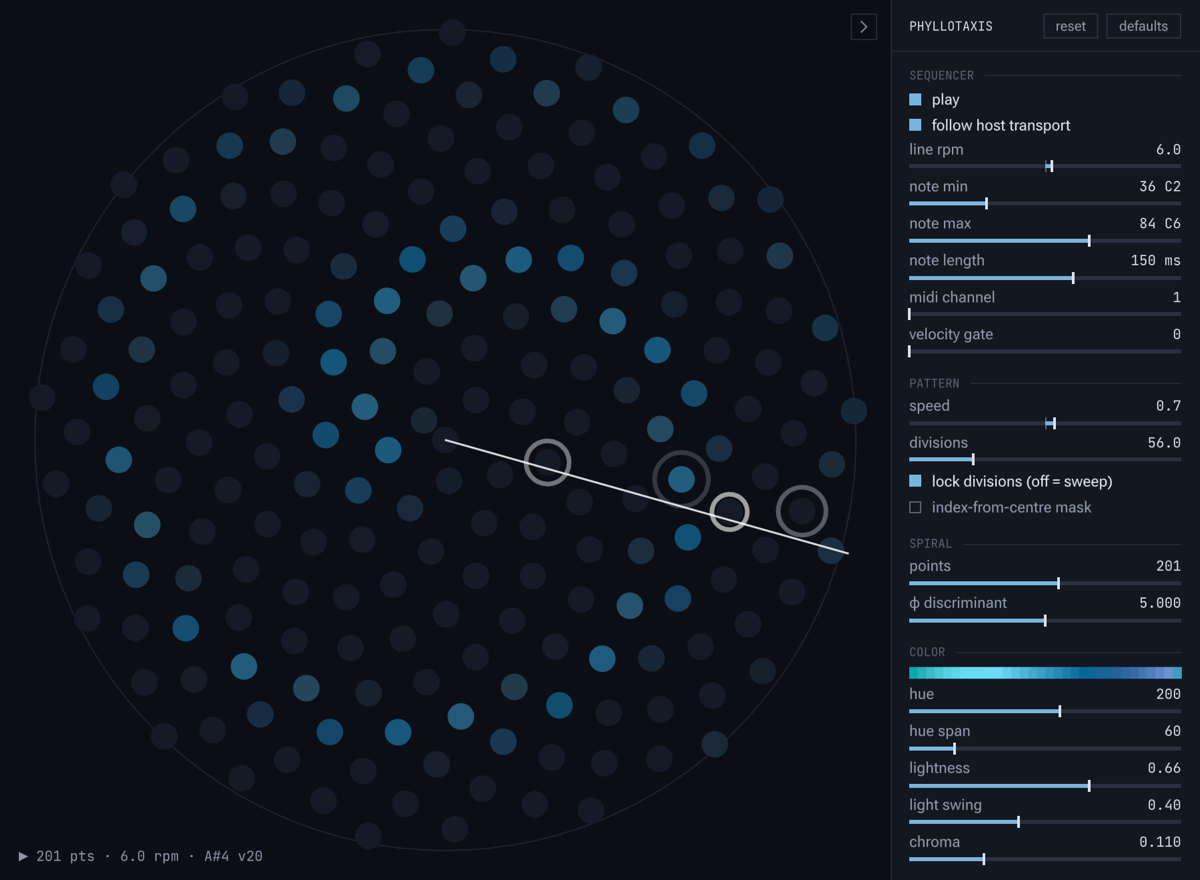 PHYLLOTAXIS reset defaults
SEQUENCER
play
follow host transport
line rpm 6.0
note min 36 C2
note max 84 C6
note length 150 ms
midi channel 1
velocity gate 0
PATTERN
speed 0.7
divisions 56.0
lock divisions (off = sweep)
index-from-centre mask
SPIRAL
points 201
ϕ discriminant 5.000
COLOR
hue 200
hue span 60
lightness 0.66
light swing 0.40
chroma 0.110
▶ 201 pts · 6.0 rpm · A#4 v20